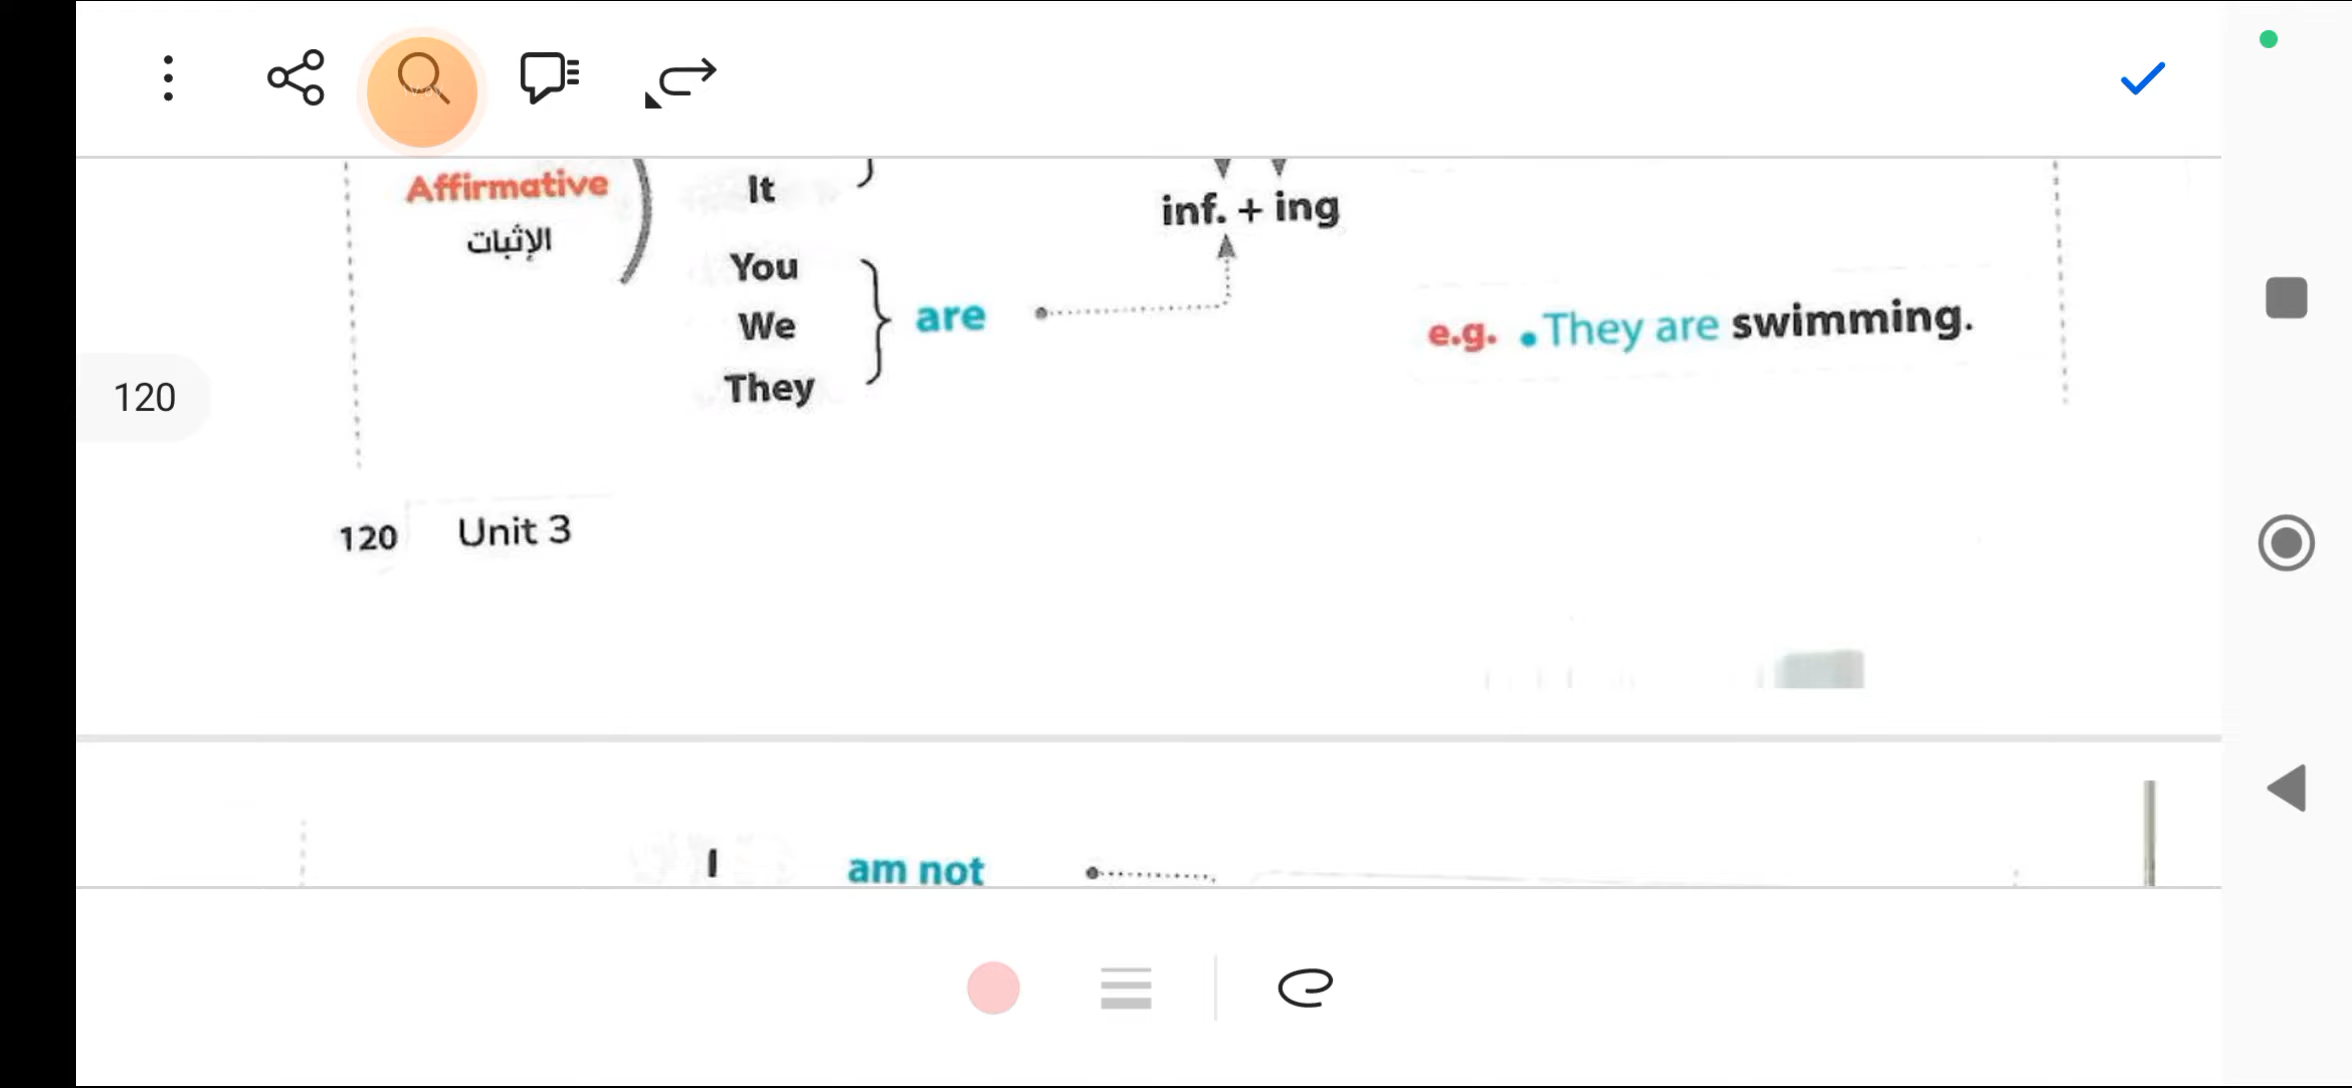 Affirmative
الإثبات
It
You
We
They
are
inf. + ing
e.g. • They are swimming.
120
120 Unit 3
I am not